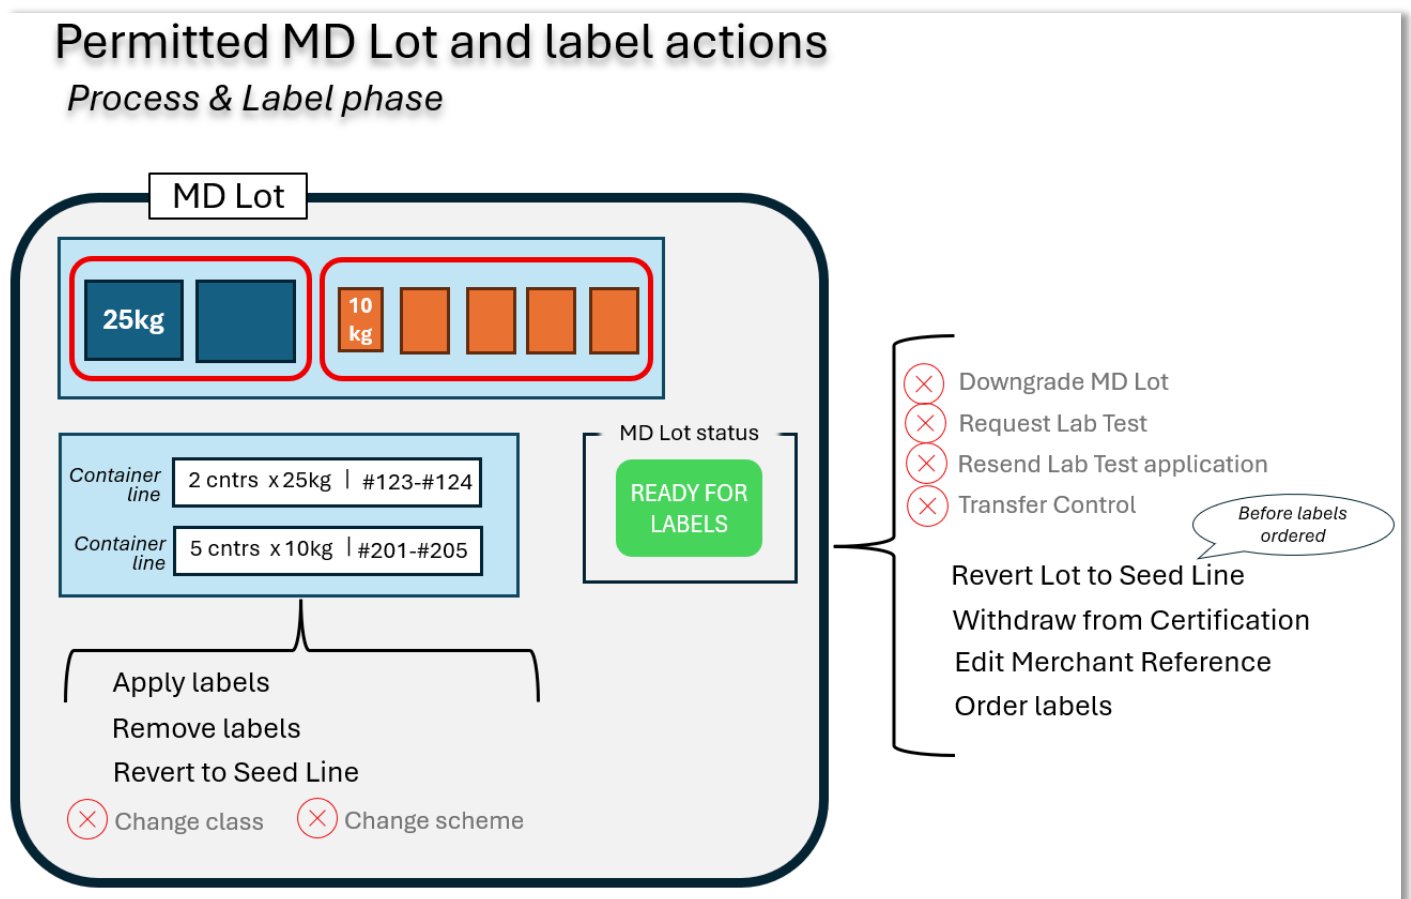 Permitted MD Lot and label actions
Process & Label phase
MD Lot
25kg
10
kg
Container
line
2 cntrs x 25kg | #123-#124
Container
line
5 cntrs x 10kg | #201-#205
MD Lot status
READY FOR
LABELS
Apply labels
Remove labels
Revert to Seed Line
Change class
Change scheme
Downgrade MD Lot
Request Lab Test
Resend Lab Test application
Transfer Control
Before labels
ordered
Revert Lot to Seed Line
Withdraw from Certification
Edit Merchant Reference
Order labels